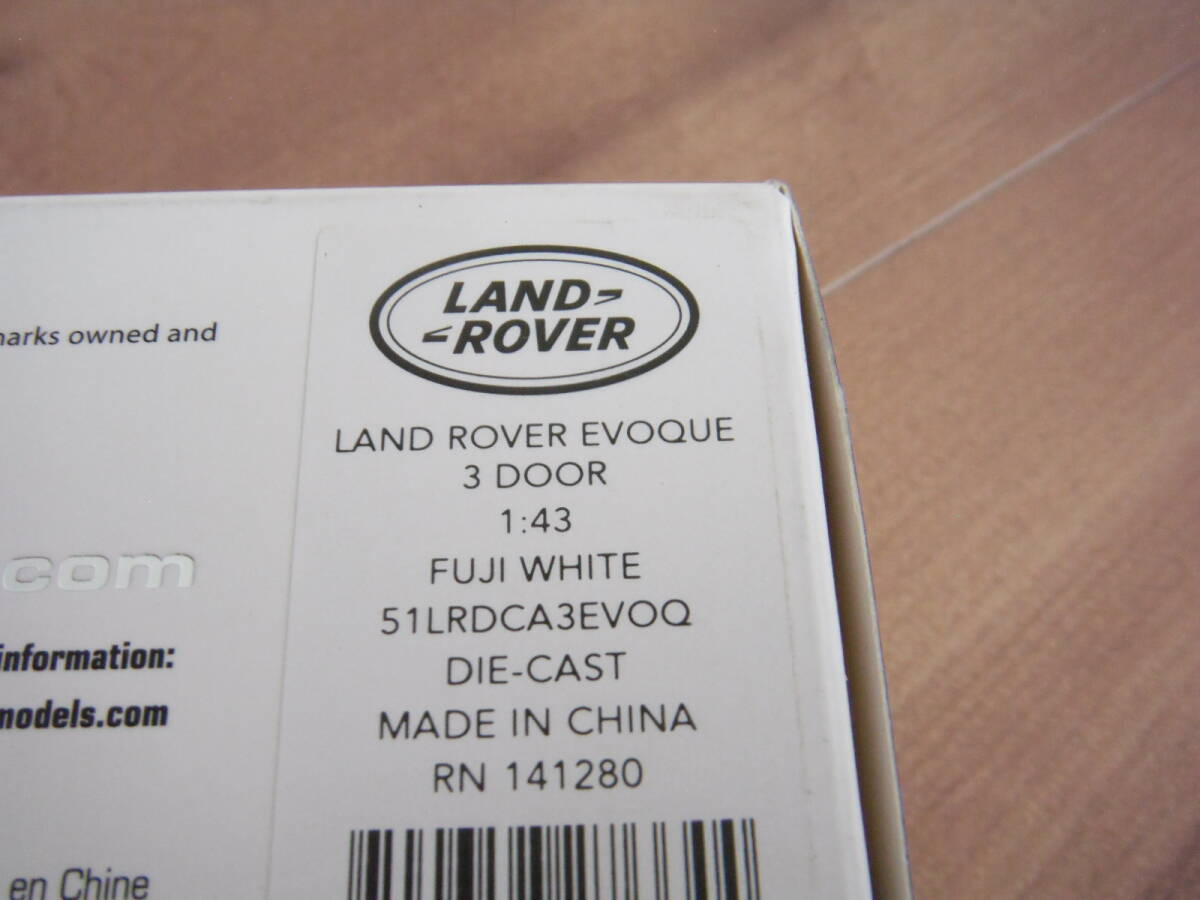 LAND
ROVER
LAND ROVER EVOQUE
3 DOOR
1:43
FUJI WHITE
51LRDCA3EVOQ
DIE-CAST
MADE IN CHINA
RN 141280
owned and
.com
information:
models.com
en Chine